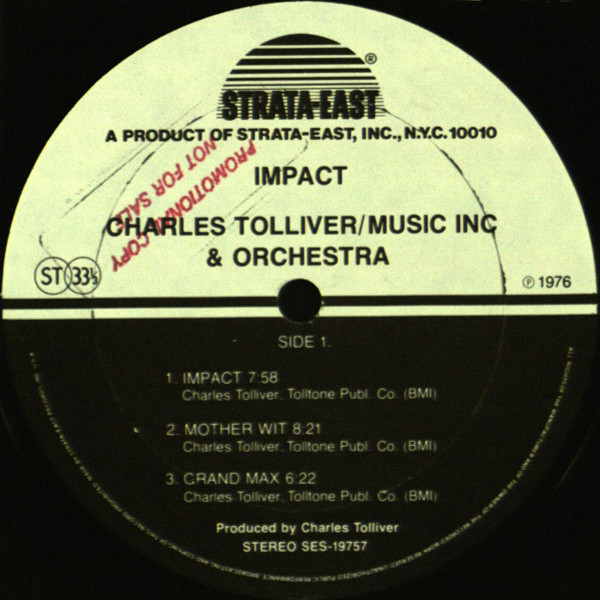 STRATA-EAST®
A PRODUCT OF STRATA-EAST, INC., N.Y.C. 10010
PROMOTIONAL COPY
NOT FOR SALE
IMPACT
CHARLES TOLLIVER/MUSIC INC
& ORCHESTRA
ST 33⅓
℗ 1976
SIDE 1.
1. IMPACT 7:58
Charles Tolliver, Tolltone Publ. Co. (BMI)
2. MOTHER WIT 8:21
Charles Tolliver, Tolltone Publ. Co. (BMI)
3. GRAND MAX 6:22
Charles Tolliver, Tolltone Publ. Co. (BMI)
Produced by Charles Tolliver
STEREO SES-19757